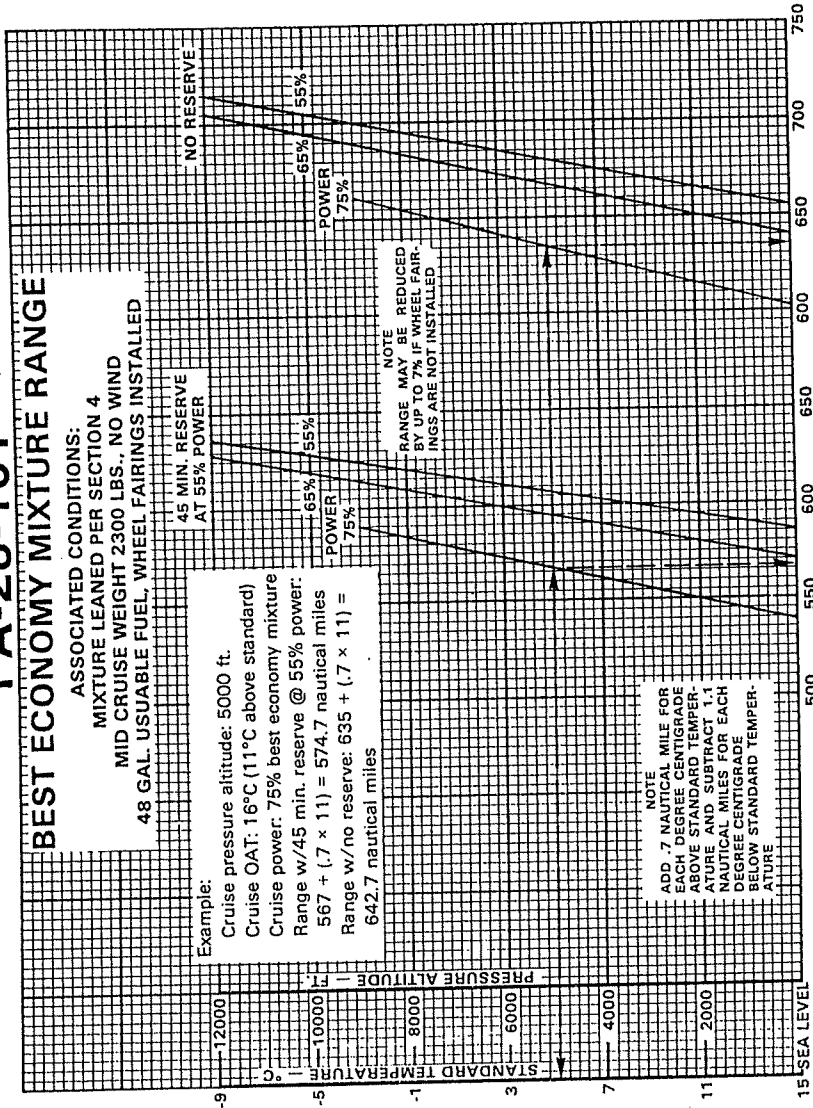 BEST ECONOMY MIXTURE RANGE
ASSOCIATED CONDITIONS:
MIXTURE LEANED PER SECTION 4
MID CRUISE WEIGHT 2300 LBS., NO WIND
48 GAL. USUABLE FUEL, WHEEL FAIRINGS INSTALLED
Example:
Cruise pressure altitude: 5000 ft.
Cruise OAT: 16°C (11°C above standard)
Cruise power: 75% best economy mixture
Range w/45 min. reserve @ 55% power:
567 + (.7 × 11) = 574.7 nautical miles
Range w/no reserve: 635 + (.7 × 11) =
642.7 nautical miles
45 MIN. RESERVE
AT 55% POWER
55%
65%
POWER
75%
NO RESERVE
55%
65%
POWER
75%
NOTE
RANGE MAY BE REDUCED
BY UP TO 7% IF WHEEL FAIR-
INGS ARE NOT INSTALLED
NOTE
ADD .7 NAUTICAL MILE FOR
EACH DEGREE CENTIGRADE
ABOVE STANDARD TEMPER-
ATURE AND SUBTRACT 1.1
NAUTICAL MILES FOR EACH
DEGREE CENTIGRADE
BELOW STANDARD TEMPER-
ATURE
STANDARD TEMPERATURE — °C
PRESSURE ALTITUDE — FT.
-9 12000
-5 10000
-1 8000
3 6000
7 4000
11 2000
15 SEA LEVEL
500
550
600
650
600
650
700
750